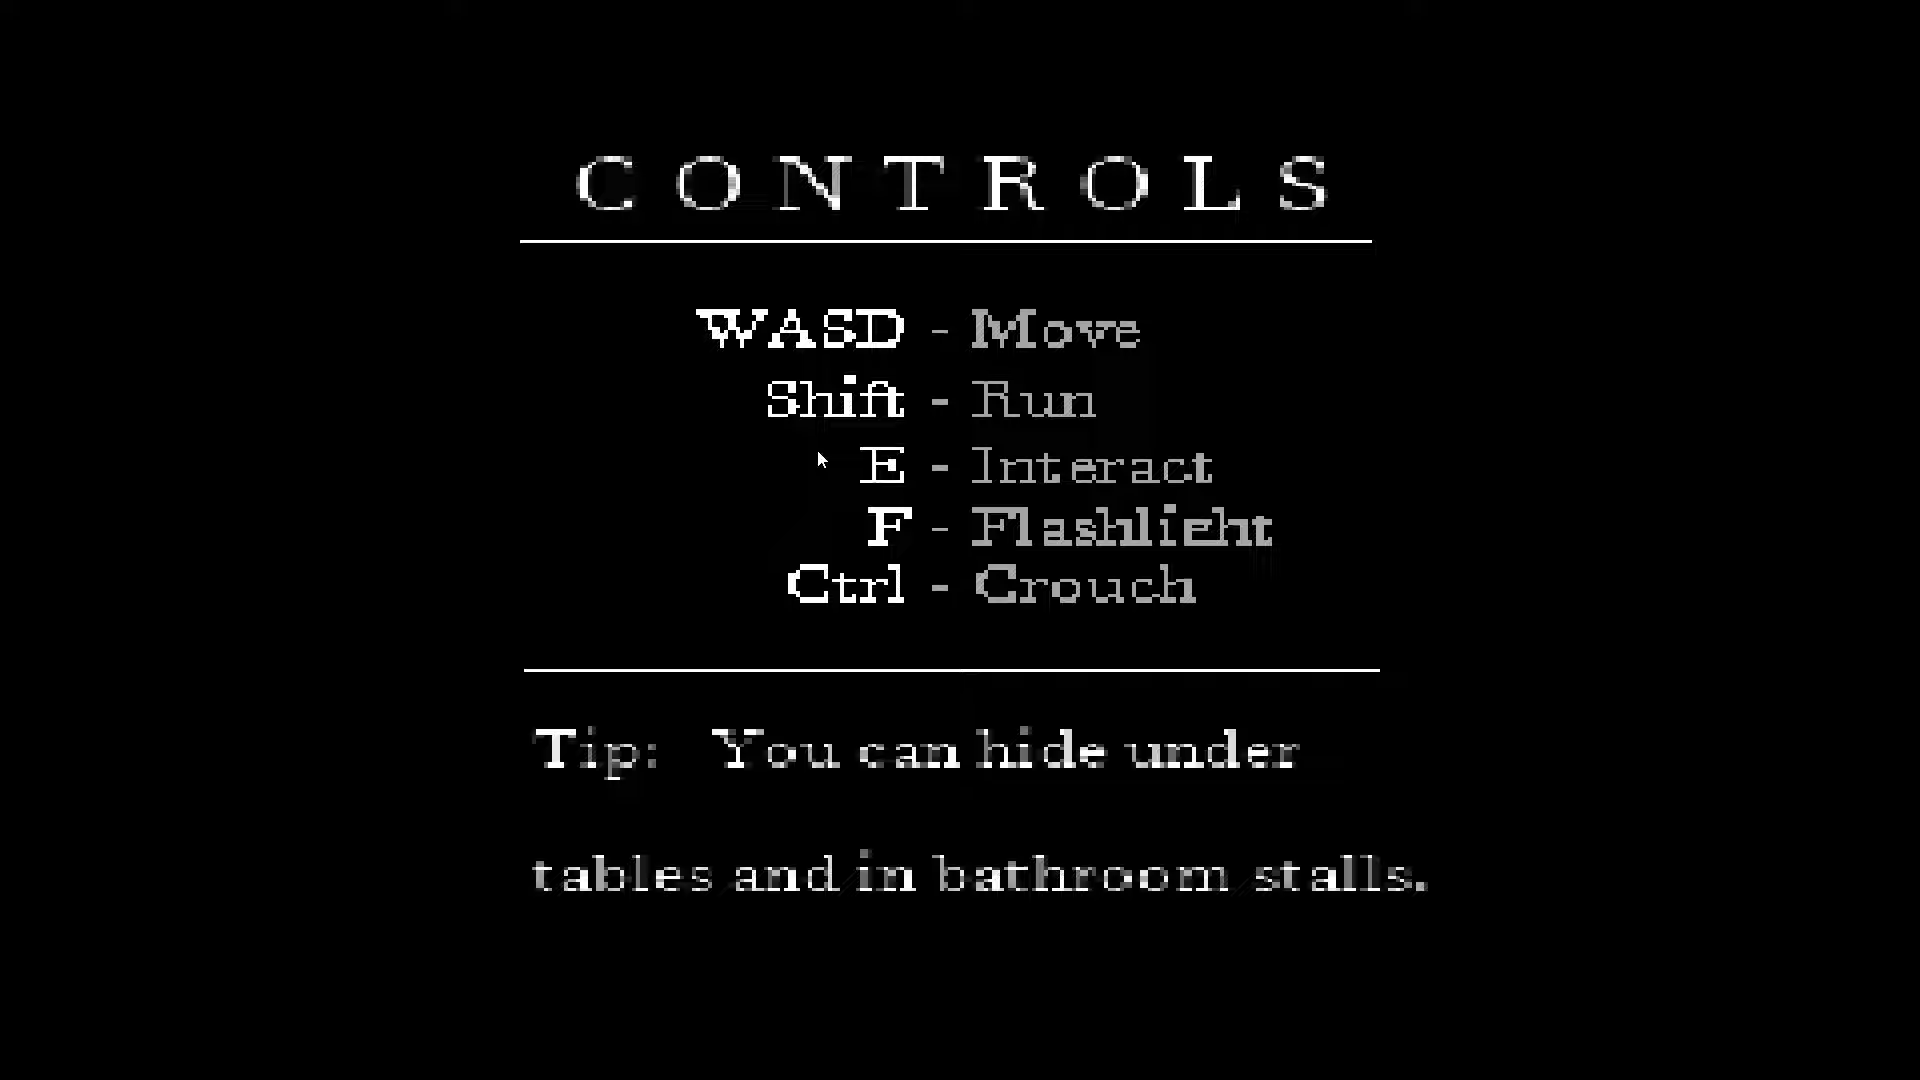 CONTROLS
WASD - Move
Shift - Run
E - Interact
F - Flashlight
Ctrl - Crouch
Tip: You can hide under
tables and in bathroom stalls.